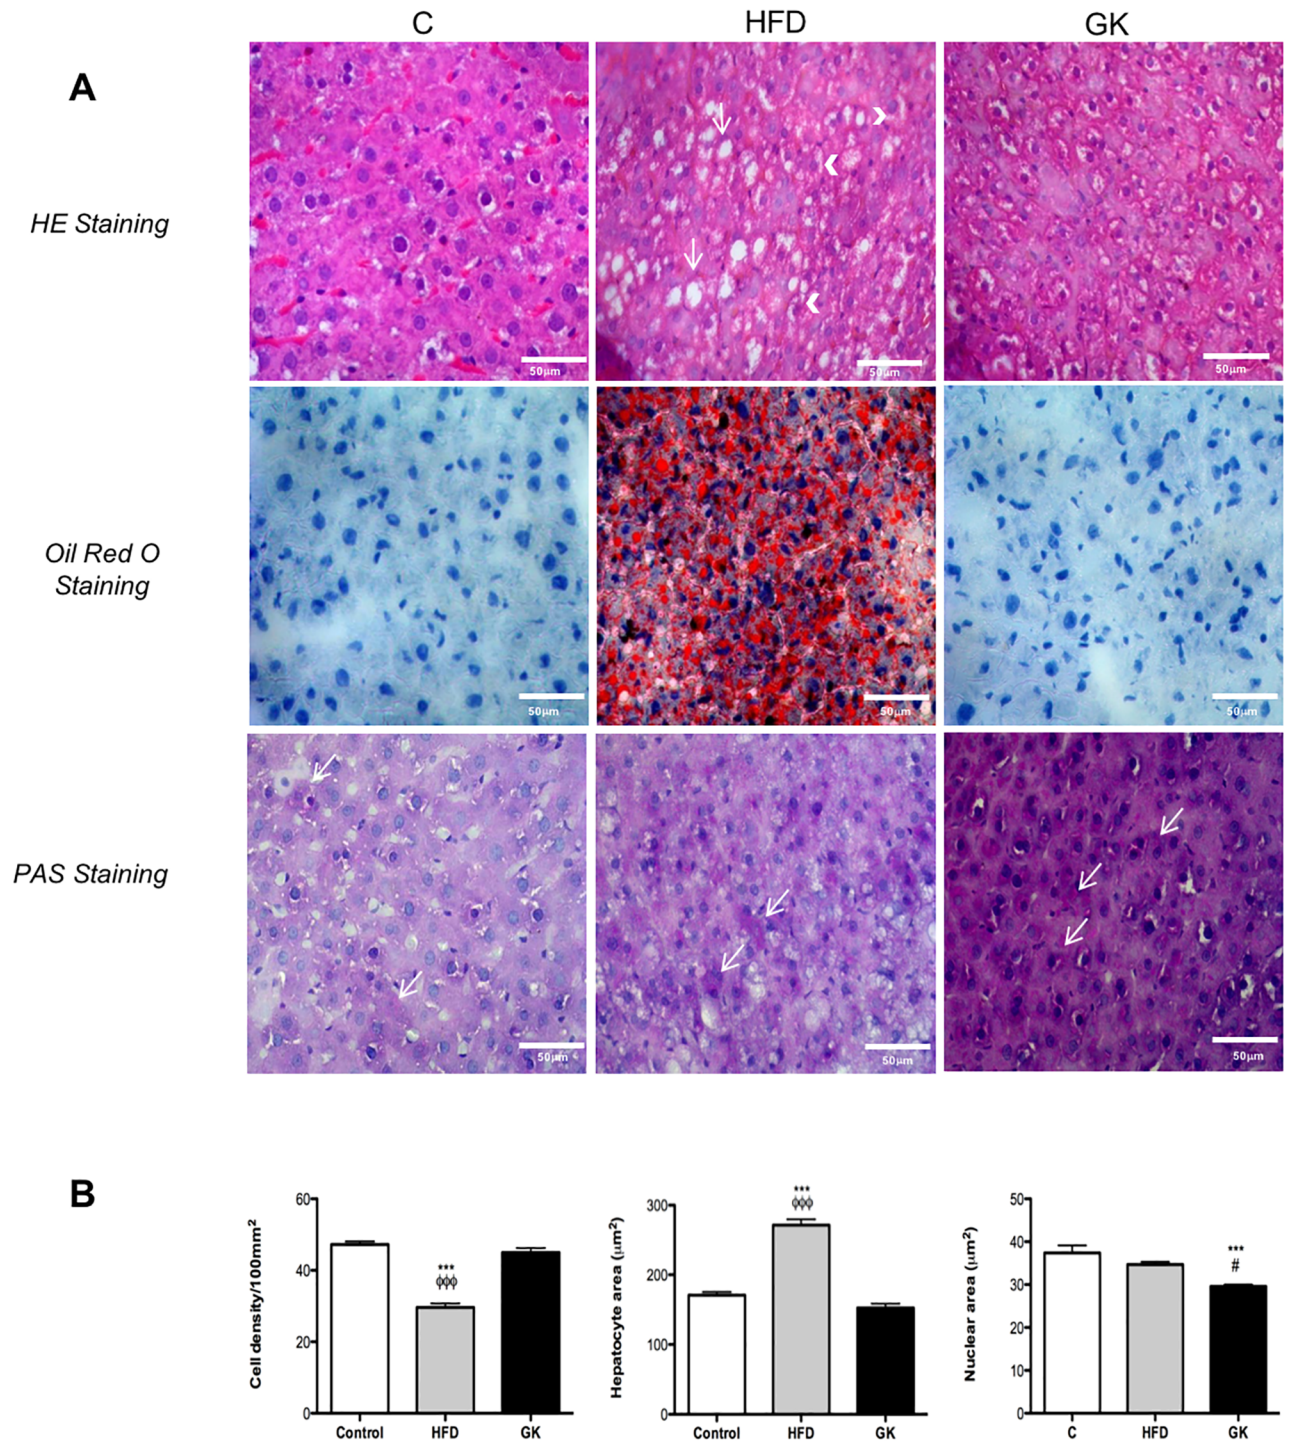 C HFD GK
A
HE Staining
50μm 50μm 50μm
Oil Red O
Staining
50μm 50μm 50μm
PAS Staining
50μm 50μm 50μm
B
Cell density/100mm²
60
40
20
0
***
ϕϕϕ
Control HFD GK
Hepatocyte area (μm²)
300
200
100
0
***
ϕϕϕ
Control HFD GK
Nuclear area (μm²)
50
40
30
20
10
0
***
#
C HFD GK